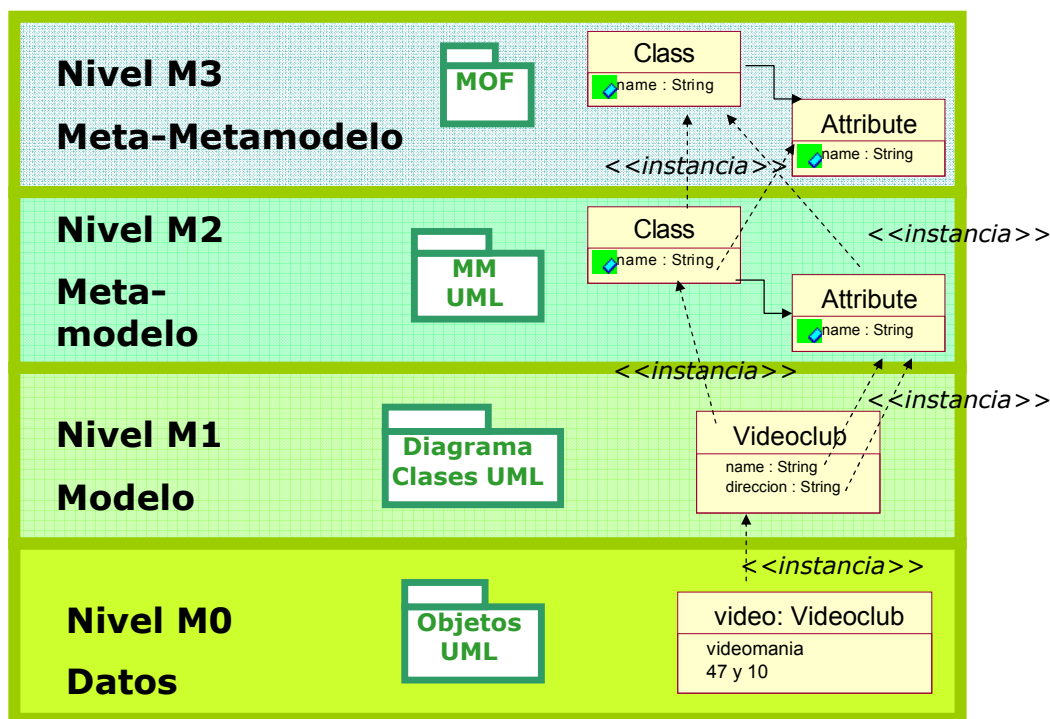 Nivel M3
Meta-Metamodelo
MOF
Class
name : String
Attribute
name : String
<<instancia>>
Nivel M2
Meta-
modelo
MM
UML
Class
name : String
<<instancia>>
Attribute
name : String
<<instancia>>
<<instancia>>
Nivel M1
Modelo
Diagrama
Clases UML
Videoclub
name : String
direccion : String
<<instancia>>
Nivel M0
Datos
Objetos
UML
video: Videoclub
videomania
47 y 10